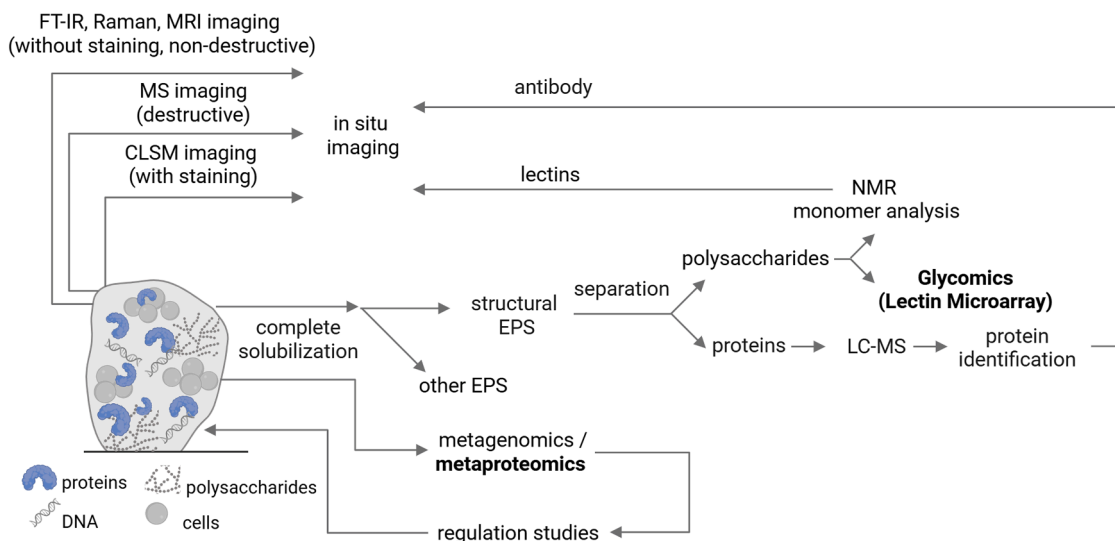 FT-IR, Raman, MRI imaging
(without staining, non-destructive)
MS imaging
(destructive)
CLSM imaging
(with staining)
in situ
imaging
antibody
lectins
NMR
monomer analysis
polysaccharides
Glycomics
(Lectin Microarray)
separation
structural
EPS
complete
solubilization
proteins
LC-MS
protein
identification
other EPS
metagenomics /
metaproteomics
regulation studies
proteins
polysaccharides
DNA
cells